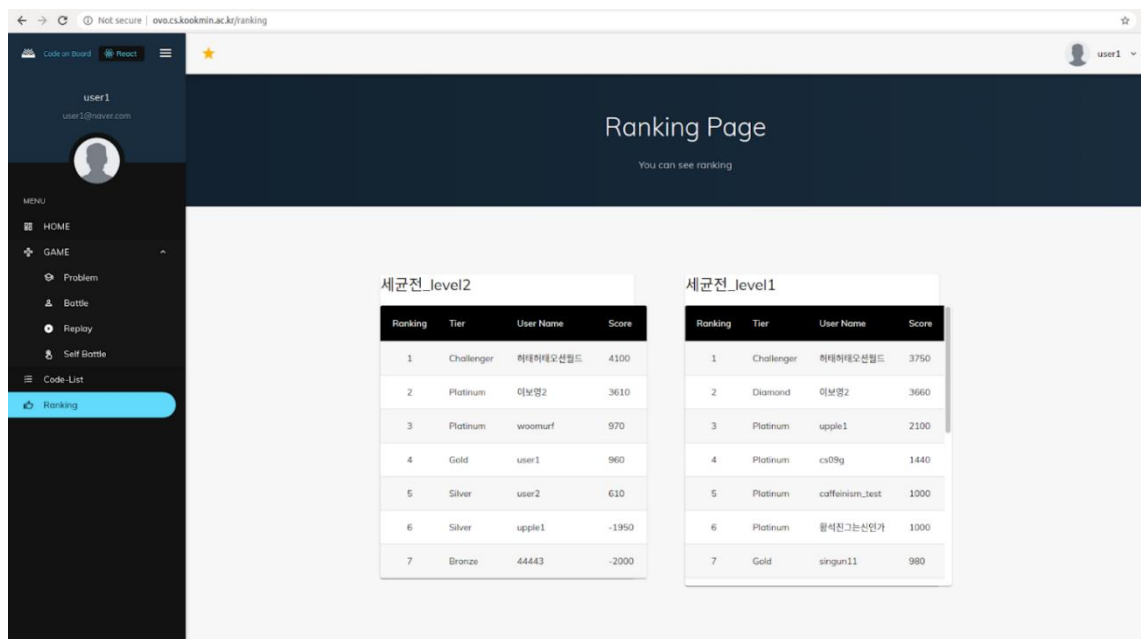 Not secure | ovo.cs.kookmin.ac.kr/ranking
Code on Board React
user1
user1
user1@naver.com
Ranking Page
You can see ranking
MENU
HOME
GAME
Problem
Battle
Replay
Self Battle
Code-List
Ranking
세균전_level2
Ranking Tier User Name Score
1 Challenger 허태허태오션월드 4100
2 Platinum 이보영2 3610
3 Platinum woomurf 970
4 Gold user1 960
5 Silver user2 610
6 Silver upple1 -1950
7 Bronze 44443 -2000
세균전_level1
Ranking Tier User Name Score
1 Challenger 허태허태오션월드 3750
2 Diamond 이보영2 3660
3 Platinum upple1 2100
4 Platinum cs09g 1440
5 Platinum caffeinism_test 1000
6 Platinum 황석진그는신인가 1000
7 Gold singun11 980